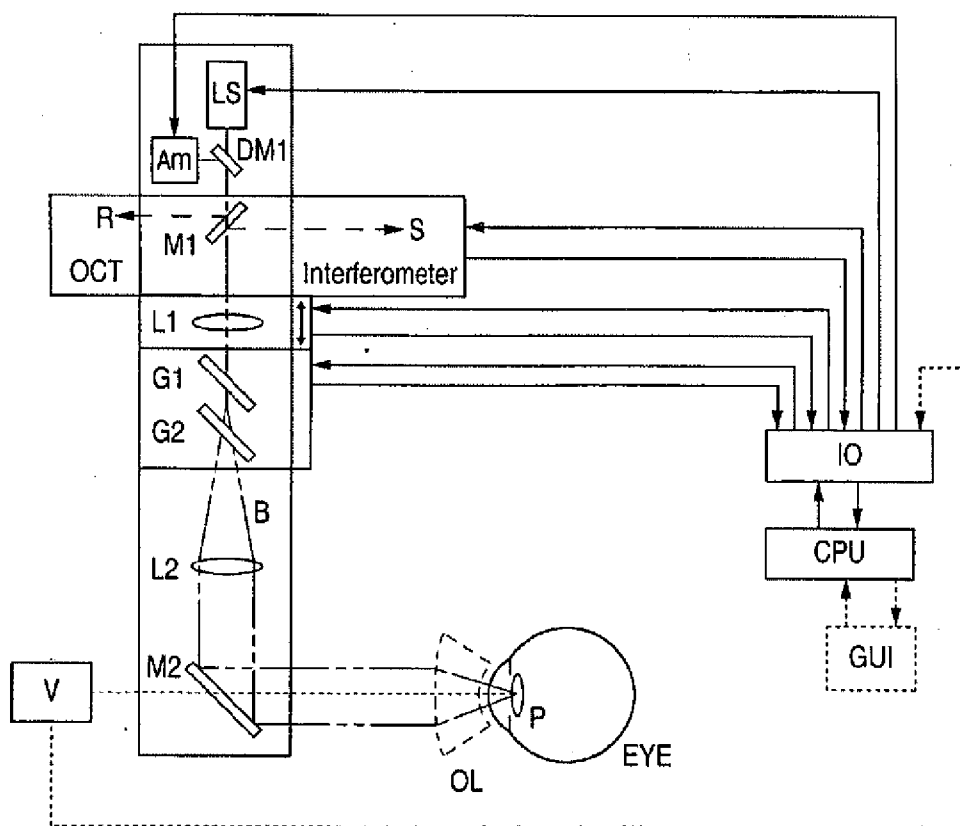 LS
Am
DM1
R
M1
S
OCT
Interferometer
L1
G1
G2
IO
B
L2
CPU
M2
GUI
V
P
OL
EYE